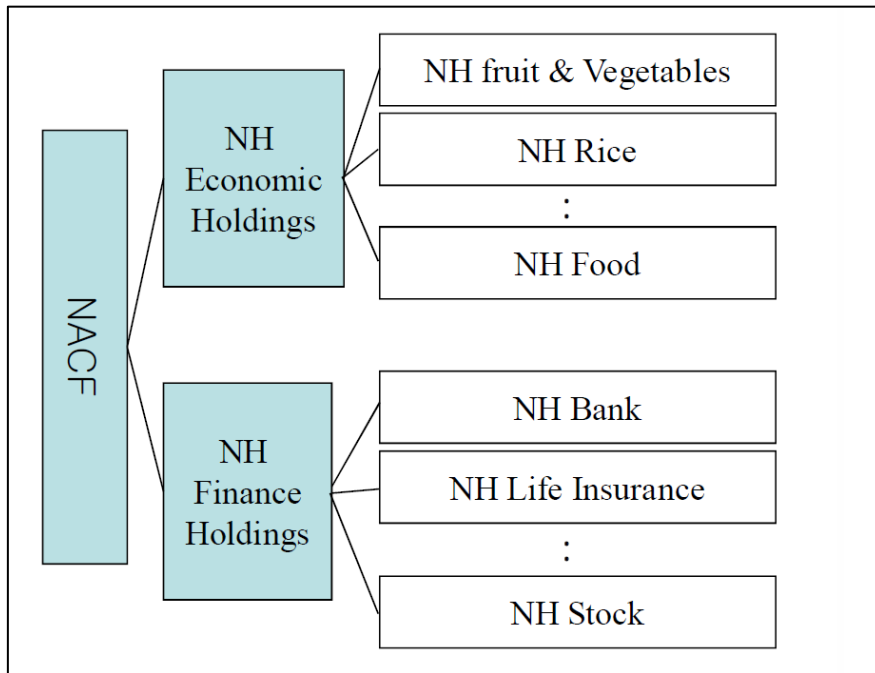 NACF
NH
Economic
Holdings
NH fruit & Vegetables
NH Rice
:
NH Food
NH
Finance
Holdings
NH Bank
NH Life Insurance
:
NH Stock